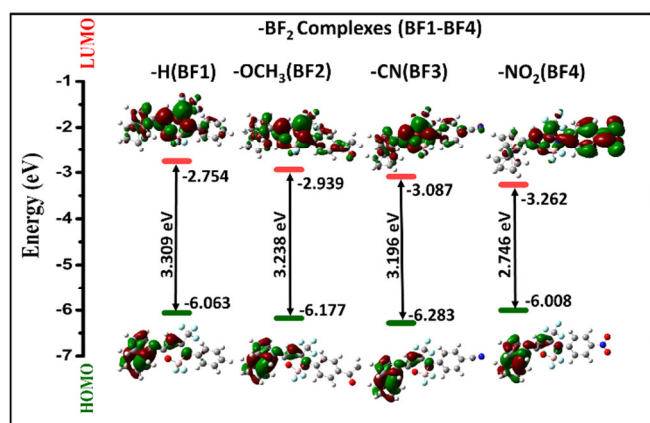 -BF₂ Complexes (BF1-BF4)
LUMO
-H(BF1)
-OCH₃(BF2)
-CN(BF3)
-NO₂(BF4)
-1
-2
-3
-4
-5
-6
-7
Energy (eV)
-2.754
-2.939
-3.087
-3.262
3.309 eV
3.238 eV
3.196 eV
2.746 eV
-6.063
-6.177
-6.283
-6.008
HOMO